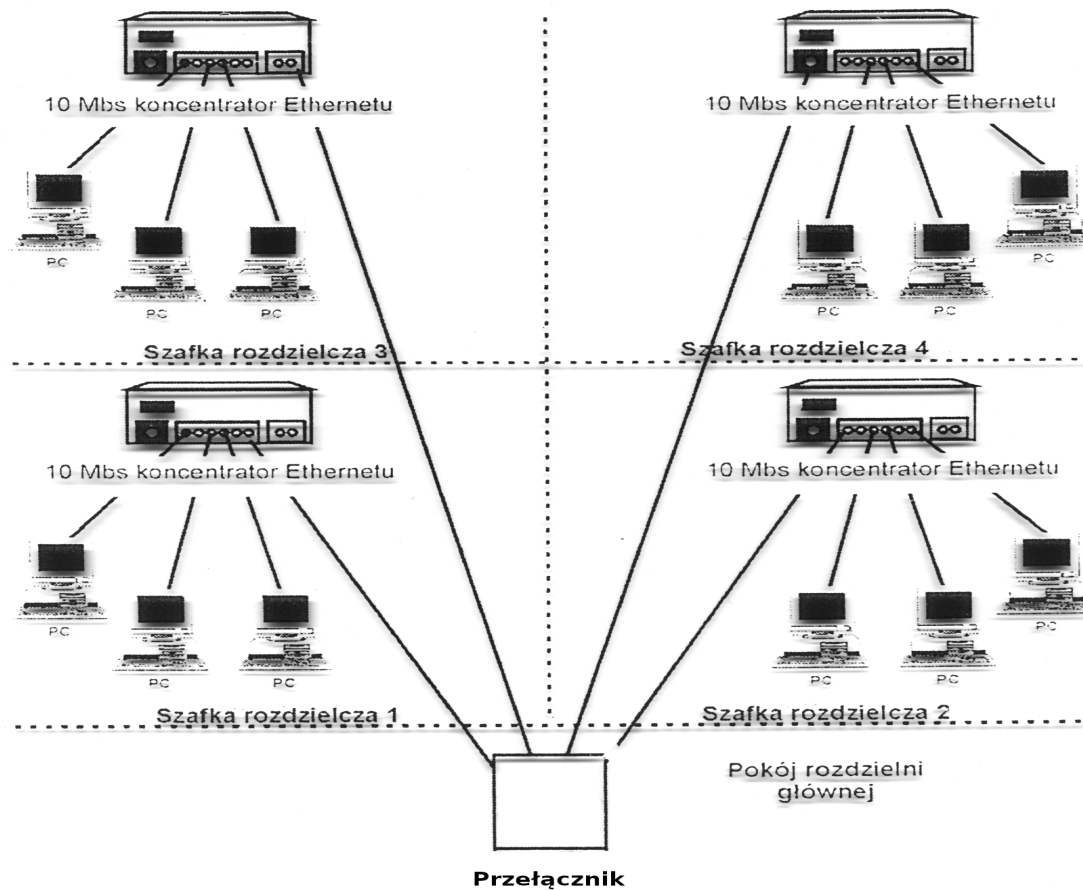 10 Mbs koncentrator Ethernetu
10 Mbs koncentrator Ethernetu
PC
PC
PC
PC
PC
PC
Szafka rozdzielcza 3
Szafka rozdzielcza 4
10 Mbs koncentrator Ethernetu
10 Mbs koncentrator Ethernetu
PC
PC
PC
PC
PC
PC
Szafka rozdzielcza 1
Szafka rozdzielcza 2
Pokój rozdzielni
głównej
Przełącznik